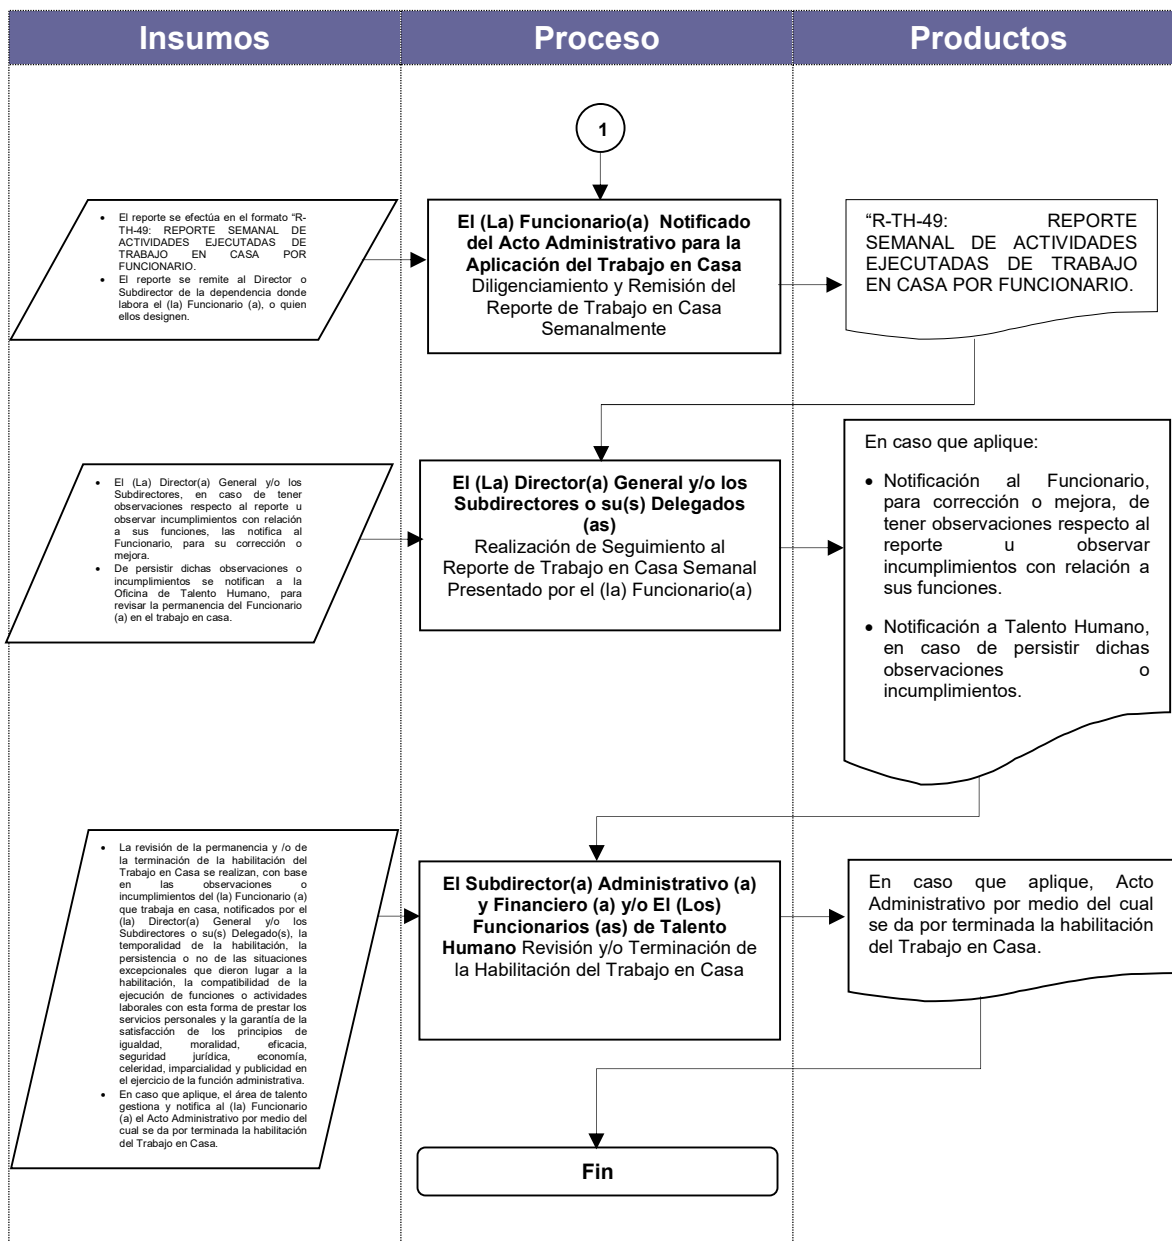 Insumos
Proceso
Productos
1
• El reporte se efectúa en el formato “R-
TH-49: REPORTE SEMANAL DE
ACTIVIDADES EJECUTADAS DE
TRABAJO EN CASA POR
FUNCIONARIO.
• El reporte se remite al Director o
Subdirector de la dependencia donde
labora el (la) Funcionario (a), o quien
ellos designen.
El (La) Funcionario(a) Notificado
del Acto Administrativo para la
Aplicación del Trabajo en Casa
Diligenciamiento y Remisión del
Reporte de Trabajo en Casa
Semanalmente
“R-TH-49: REPORTE
SEMANAL DE ACTIVIDADES
EJECUTADAS DE TRABAJO
EN CASA POR FUNCIONARIO.
• El (La) Director(a) General y/o los
Subdirectores, en caso de tener
observaciones respecto al reporte u
observar incumplimientos con relación
a sus funciones, las notifica al
Funcionario, para su corrección o
mejora.
• De persistir dichas observaciones o
incumplimientos se notifican a la
Oficina de Talento Humano, para
revisar la permanencia del Funcionario
(a) en el trabajo en casa.
El (La) Director(a) General y/o los
Subdirectores o su(s) Delegados
(as)
Realización de Seguimiento al
Reporte de Trabajo en Casa Semanal
Presentado por el (la) Funcionario(a)
En caso que aplique:
• Notificación al Funcionario,
para corrección o mejora, de
tener observaciones respecto al
reporte u observar
incumplimientos con relación a
sus funciones.
• Notificación a Talento Humano,
en caso de persistir dichas
observaciones o
incumplimientos.
• La revisión de la permanencia y /o de
la terminación de la habilitación del
Trabajo en Casa se realizan, con base
en las observaciones o
incumplimientos del (la) Funcionario (a)
que trabaja en casa, notificados por el
(la) Director(a) General y/o los
Subdirectores o su(s) Delegado(s), la
temporalidad de la habilitación, la
persistencia o no de las situaciones
excepcionales que dieron lugar a la
habilitación, la compatibilidad de la
ejecución de funciones o actividades
laborales con esta forma de prestar los
servicios personales y la garantía de la
satisfacción de los principios de
igualdad, moralidad, eficacia,
seguridad jurídica, economía,
celeridad, imparcialidad y publicidad en
el ejercicio de la función administrativa.
• En caso que aplique, el área de talento
gestiona y notifica al (la) Funcionario
(a) el Acto Administrativo por medio del
cual se da por terminada la habilitación
del Trabajo en Casa.
El Subdirector(a) Administrativo (a)
y Financiero (a) y/o El (Los)
Funcionarios (as) de Talento
Humano Revisión y/o Terminación de
la Habilitación del Trabajo en Casa
En caso que aplique, Acto
Administrativo por medio del cual
se da por terminada la habilitación
del Trabajo en Casa.
Fin